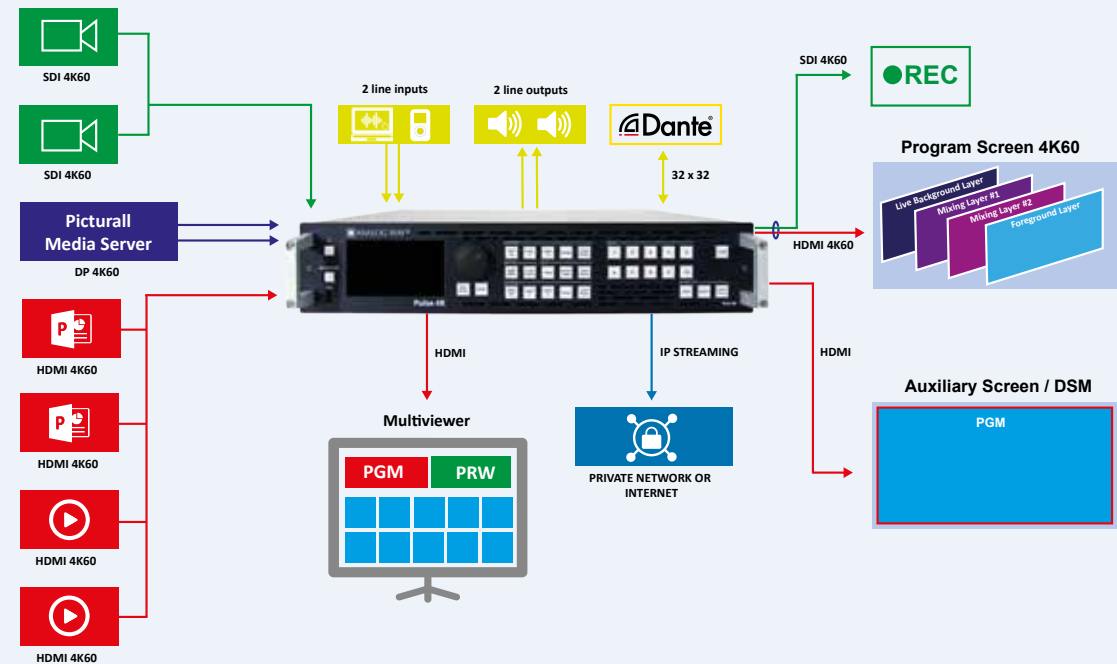 SDI 4K60
SDI 4K60
Picturall
Media Server
DP 4K60
P
HDMI 4K60
P
HDMI 4K60
HDMI 4K60
HDMI 4K60
2 line inputs
2 line outputs
Dante
32 x 32
ANALOG WAY
Pulse 4K
HDMI
Multiviewer
PGM
PRW
IP STREAMING
PRIVATE NETWORK OR
INTERNET
SDI 4K60
REC
Program Screen 4K60
Live Background Layer
Mixing Layer #1
Mixing Layer #2
Foreground Layer
HDMI 4K60
HDMI
Auxiliary Screen / DSM
PGM